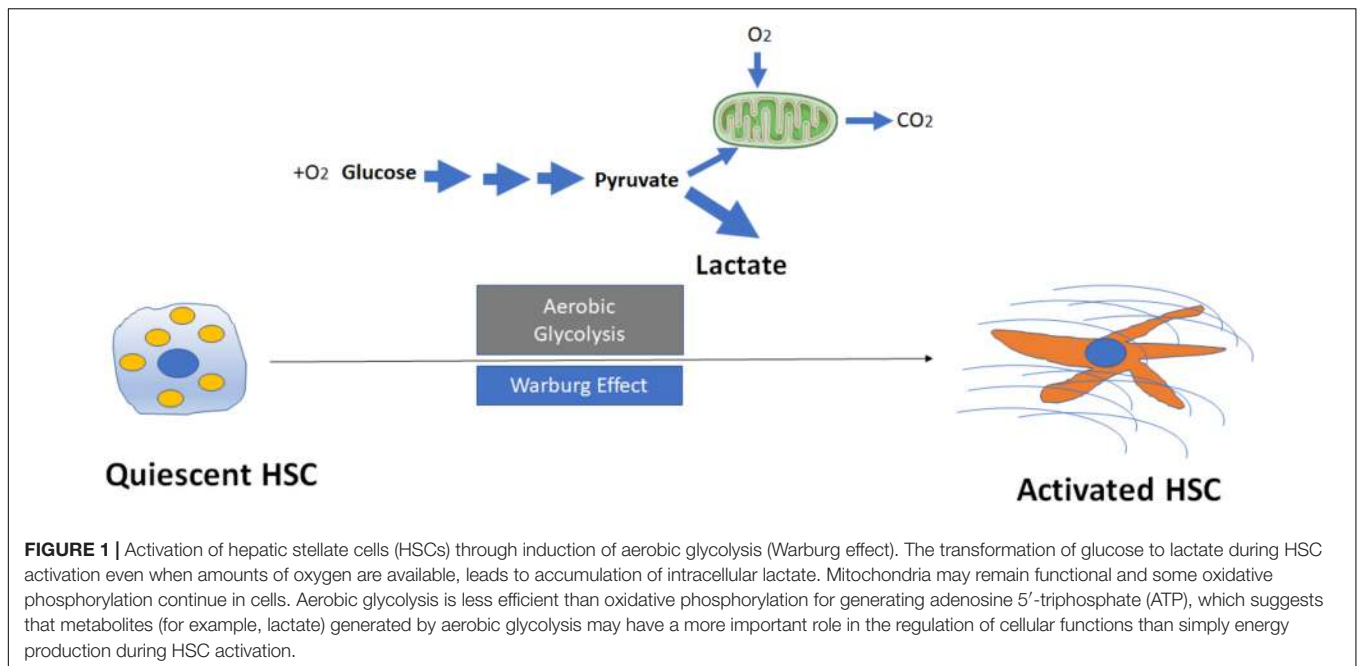 O2
CO2
+O2 Glucose
Pyruvate
Lactate
Aerobic
Glycolysis
Warburg Effect
Quiescent HSC
Activated HSC
FIGURE 1 | Activation of hepatic stellate cells (HSCs) through induction of aerobic glycolysis (Warburg effect). The transformation of glucose to lactate during HSC
activation even when amounts of oxygen are available, leads to accumulation of intracellular lactate. Mitochondria may remain functional and some oxidative
phosphorylation continue in cells. Aerobic glycolysis is less efficient than oxidative phosphorylation for generating adenosine 5′-triphosphate (ATP), which suggests
that metabolites (for example, lactate) generated by aerobic glycolysis may have a more important role in the regulation of cellular functions than simply energy
production during HSC activation.